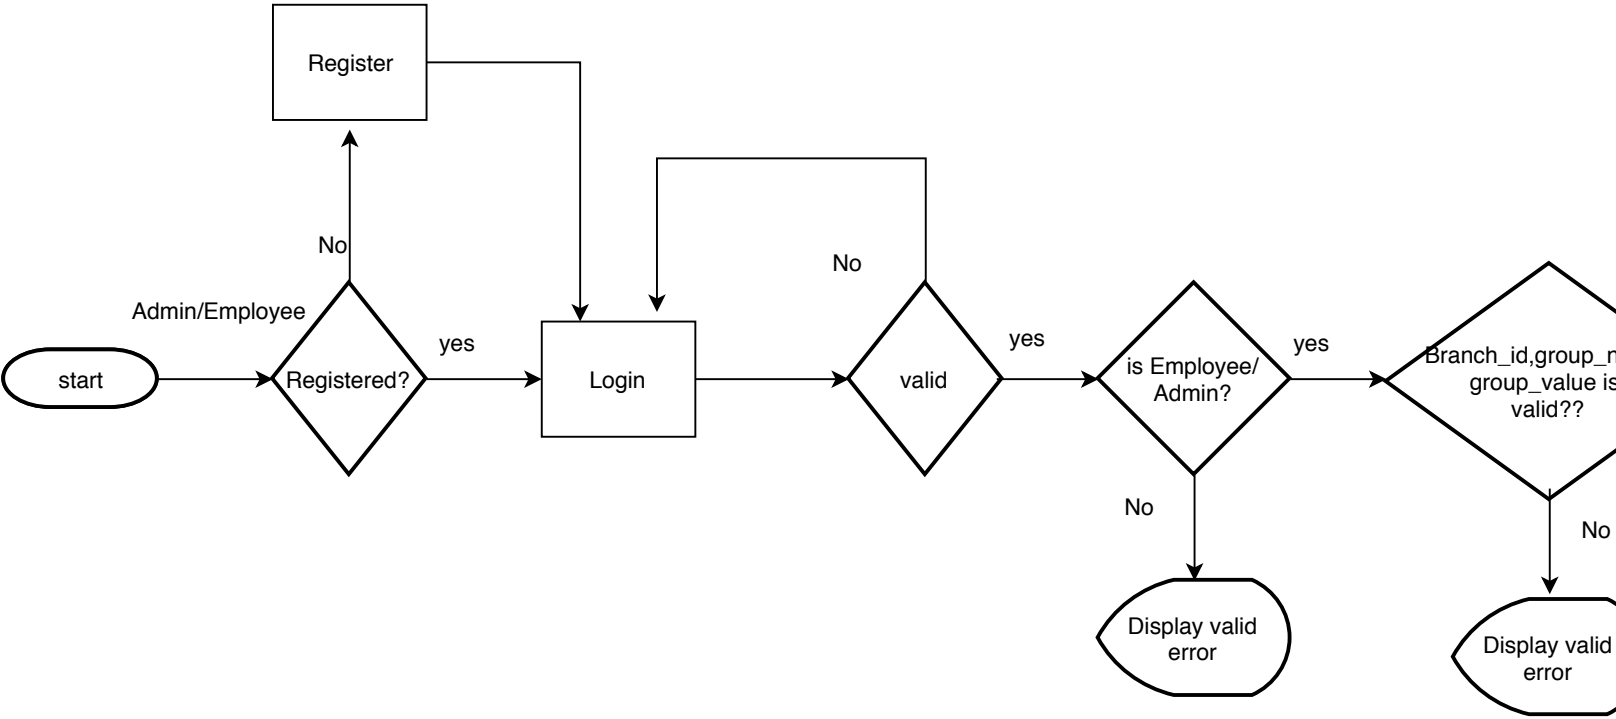 Register
No
Admin/Employee
start
Registered?
yes
Login
No
valid
yes
is Employee/
Admin?
yes
No
Display valid
error
group_value is
valid??
No
Display valid
error